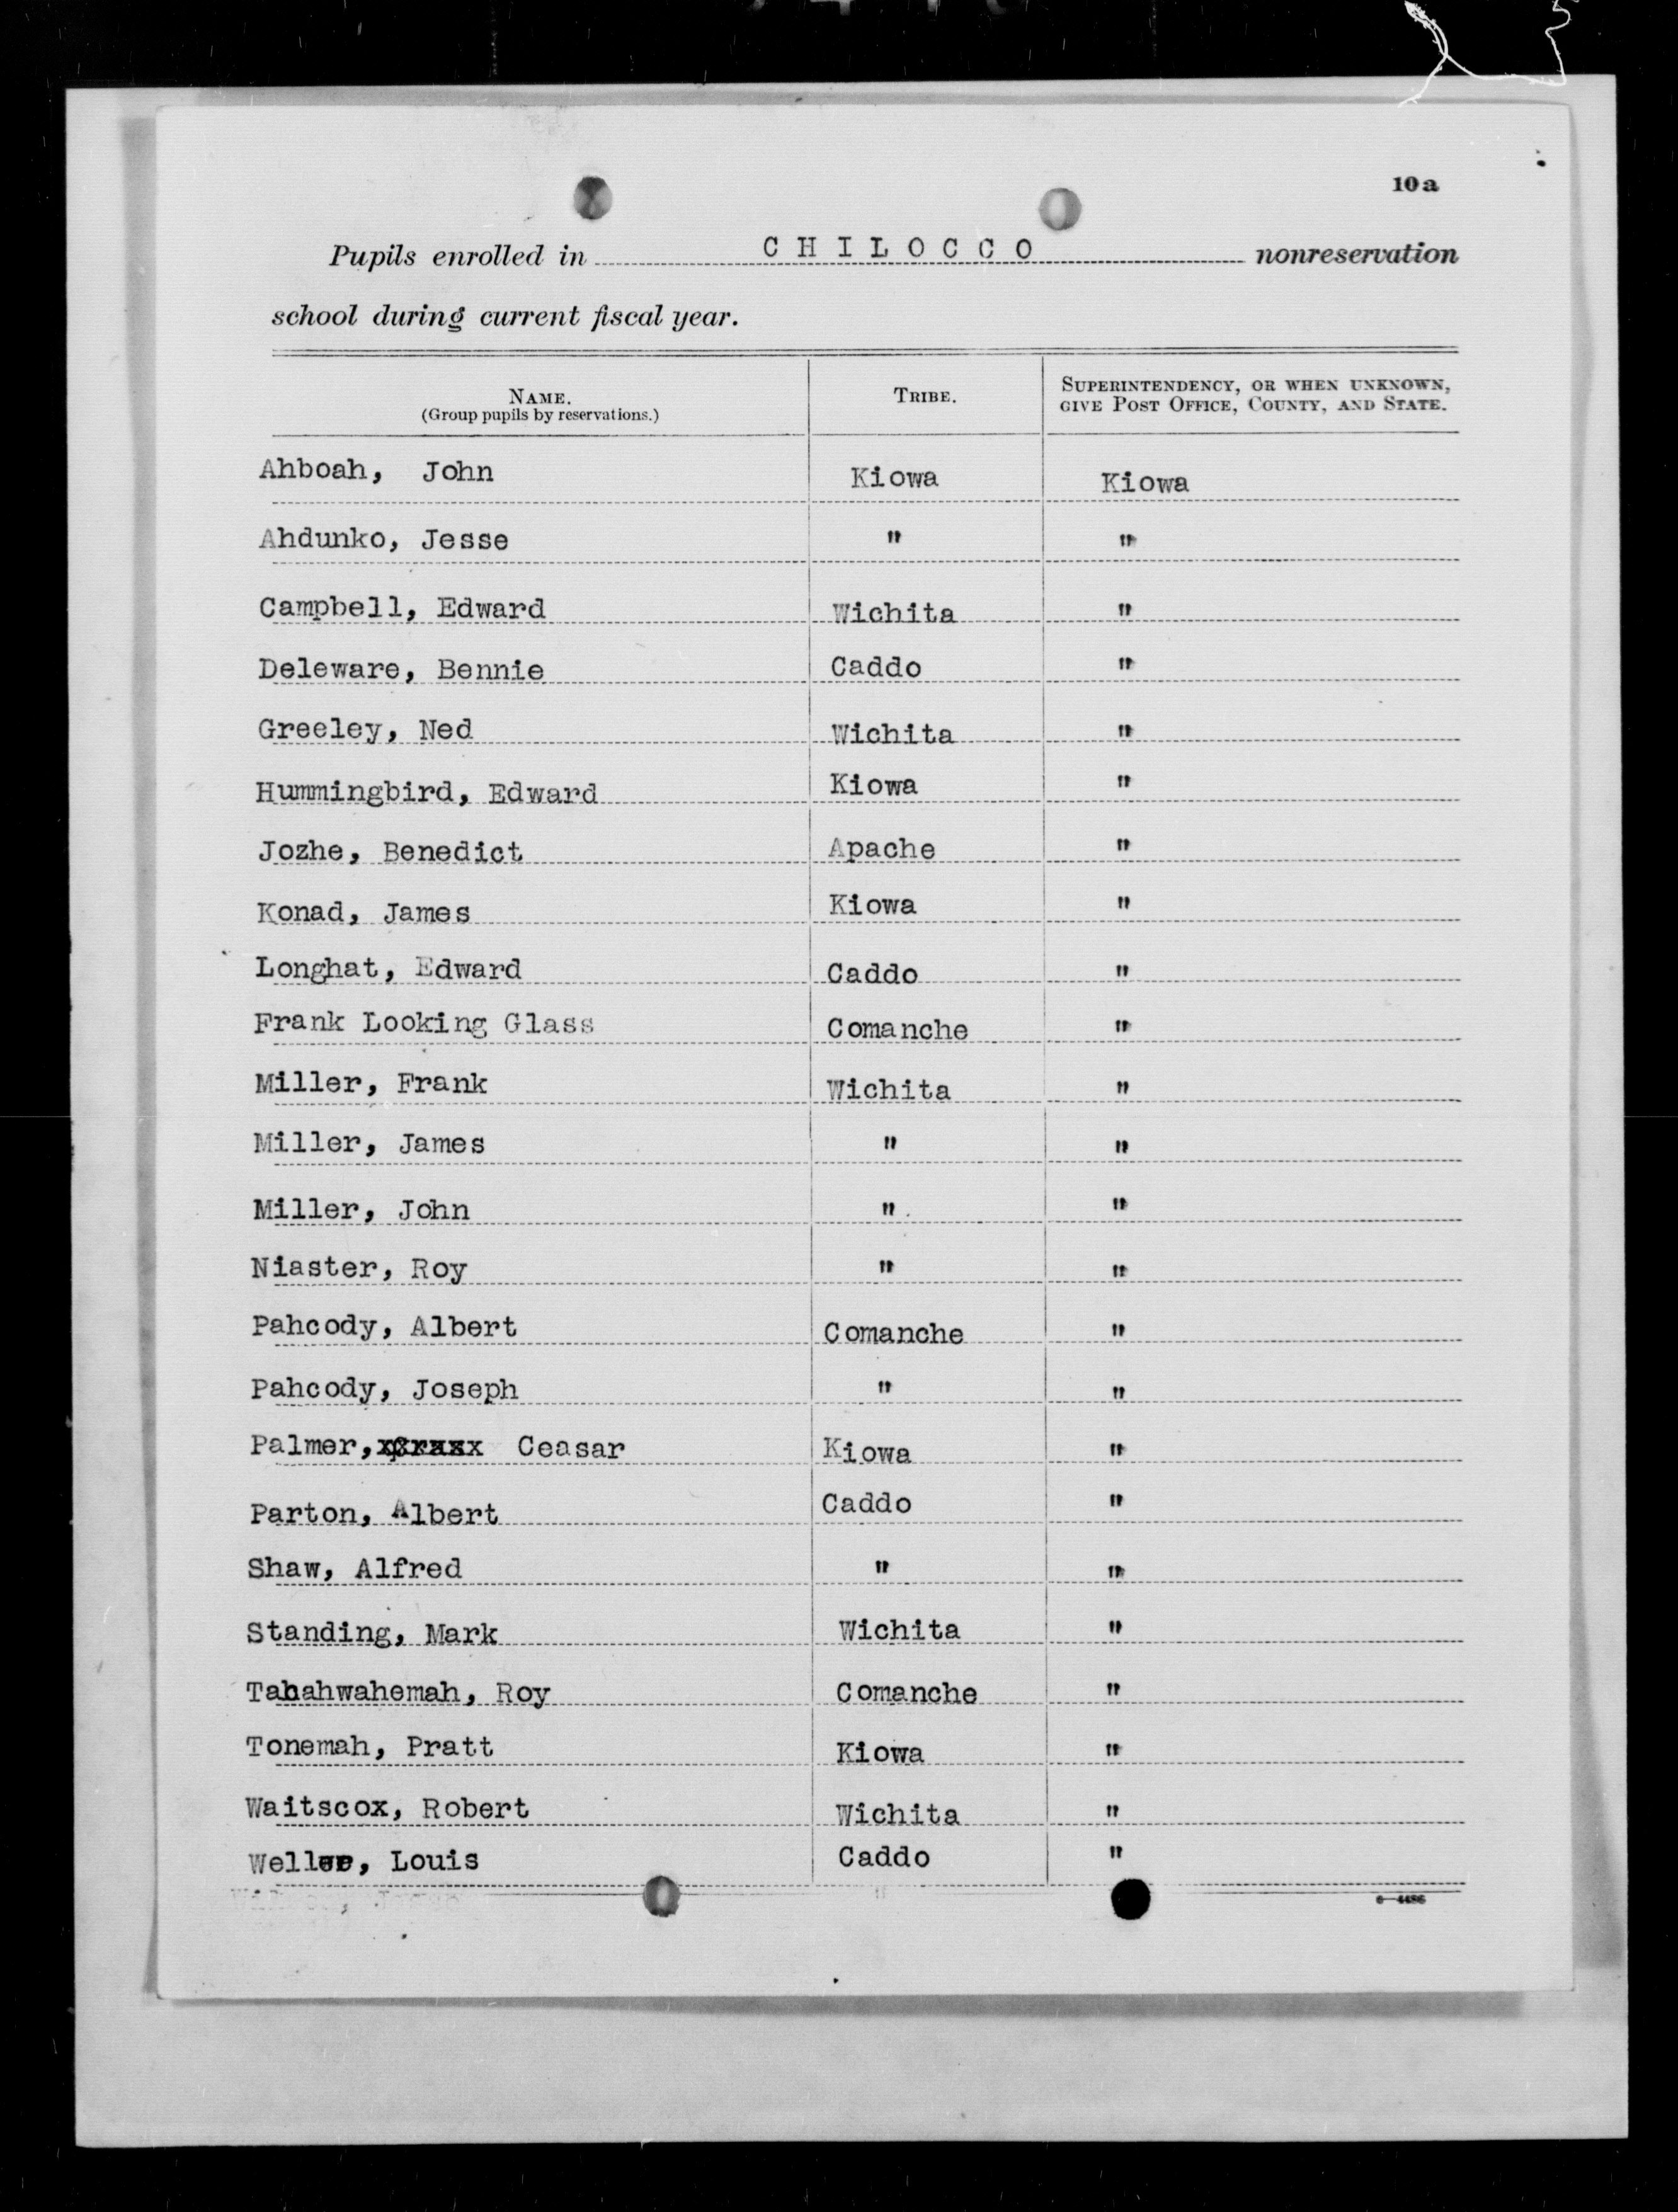 10a
Pupils enrolled in CHILOCCO nonreservation
school during current fiscal year.
NAME. TRIBE. SUPERINTENDENCY, OR WHEN UNKNOWN,
(Group pupils by reservations.) GIVE POST OFFICE, COUNTY, AND STATE.
Ahboah, John Kiowa Kiowa
Ahdunko, Jesse " "
Campbell, Edward Wichita "
Deleware, Bennie Caddo "
Greeley, Ned Wichita "
Hummingbird, Edward Kiowa "
Jozhe, Benedict Apache "
Konad, James Kiowa "
Longhat, Edward Caddo "
Frank Looking Glass Comanche "
Miller, Frank Wichita "
Miller, James " "
Miller, John " "
Niaster, Roy " "
Pahcody, Albert Comanche "
Pahcody, Joseph " "
Palmer, Ceasar Kiowa "
Parton, Albert Caddo "
Shaw, Alfred " "
Standing, Mark Wichita "
Tahahwahemah, Roy Comanche "
Tonemah, Pratt Kiowa "
Waitscox, Robert Wichita "
Weller, Louis Caddo "
6-4486